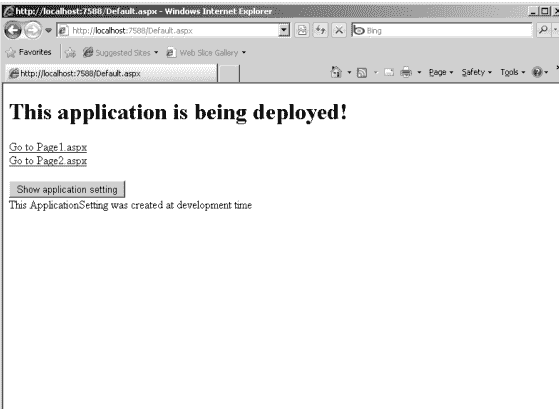 http://localhost:7588/Default.aspx - Windows Internet Explorer
http://localhost:7588/Default.aspx
Bing
Favorites
Suggested Sites
Web Slice Gallery
http://localhost:7588/Default.aspx
Page
Safety
Tools
This application is being deployed!
Go to Page1.aspx
Go to Page2.aspx
Show application setting
This ApplicationSetting was created at development time